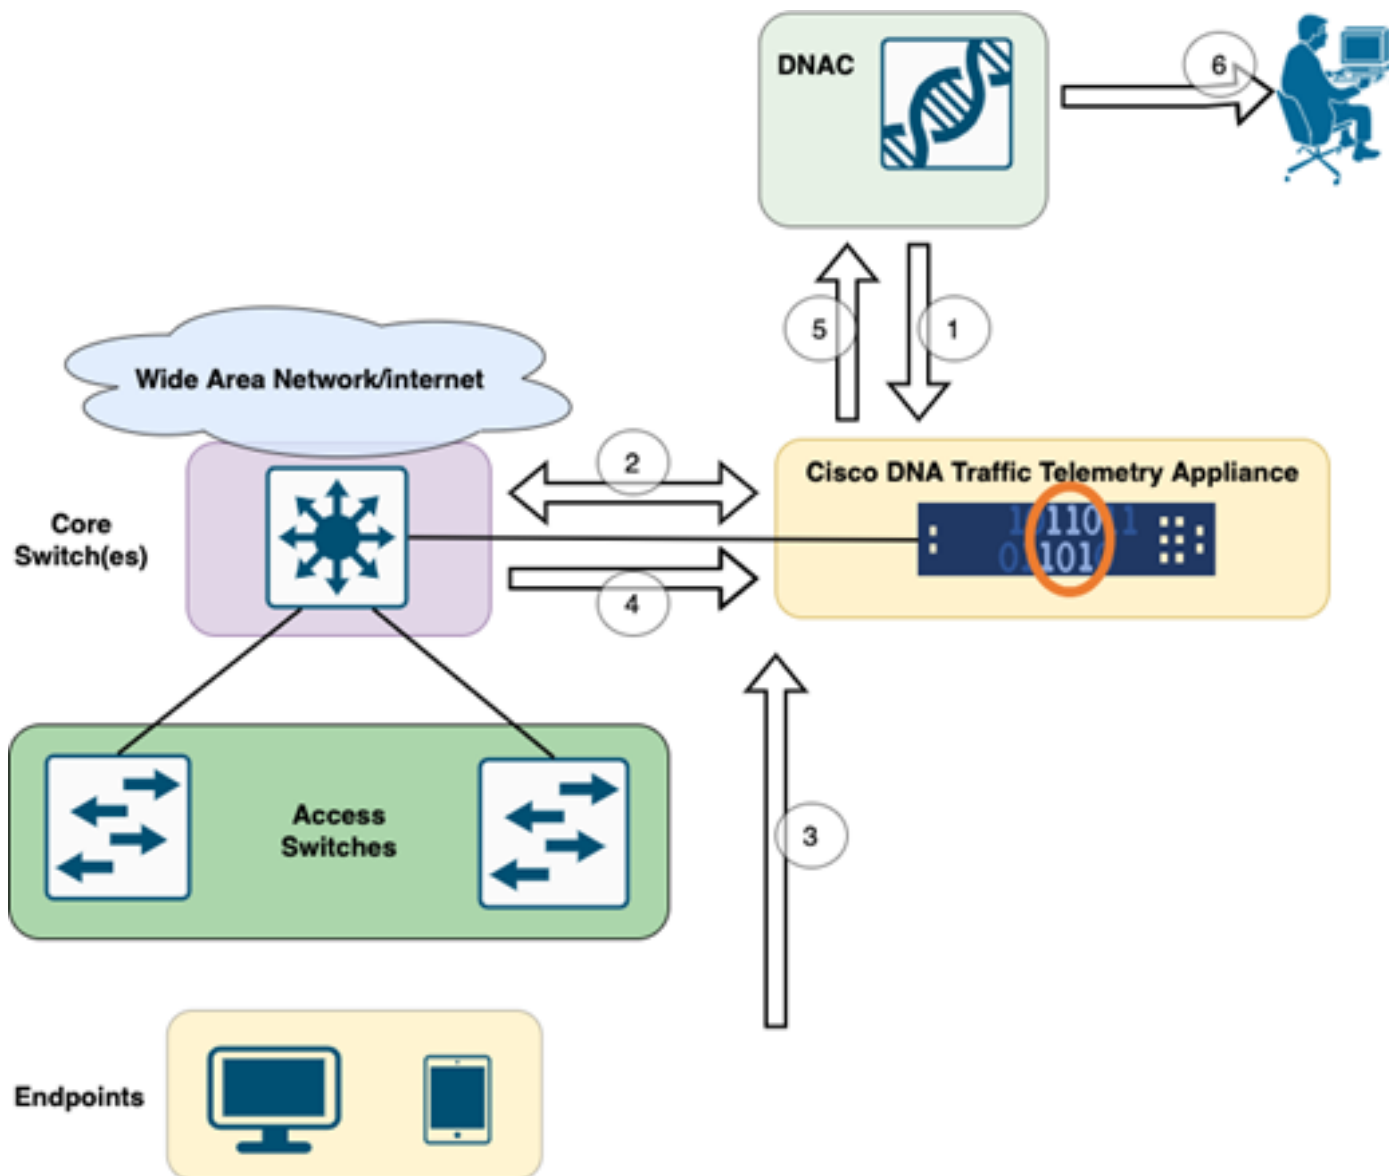 DNAC
6
5
1
Wide Area Network/internet
2
Cisco DNA Traffic Telemetry Appliance
Core
Switch(es)
4
Access
Switches
3
Endpoints